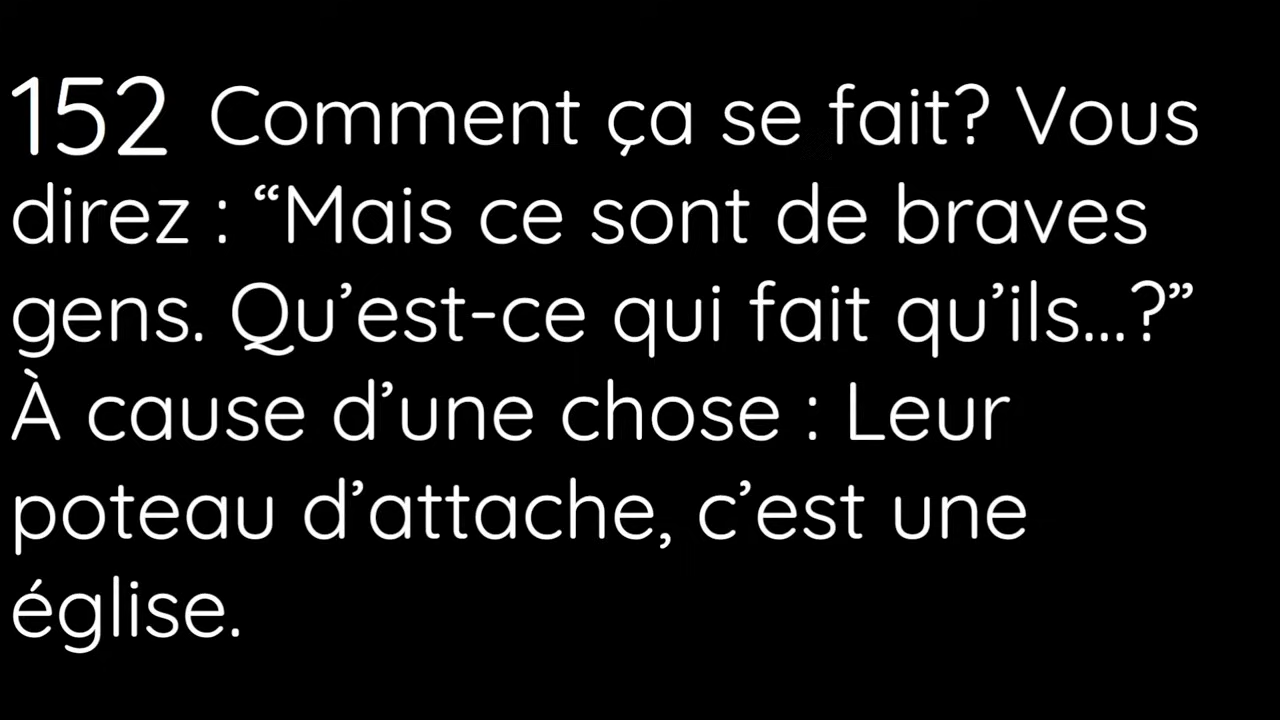 152 Comment ça se fait? Vous
direz : “Mais ce sont de braves
gens. Qu’est-ce qui fait qu’ils...?”
À cause d’une chose : Leur
poteau d’attache, c’est une
église.